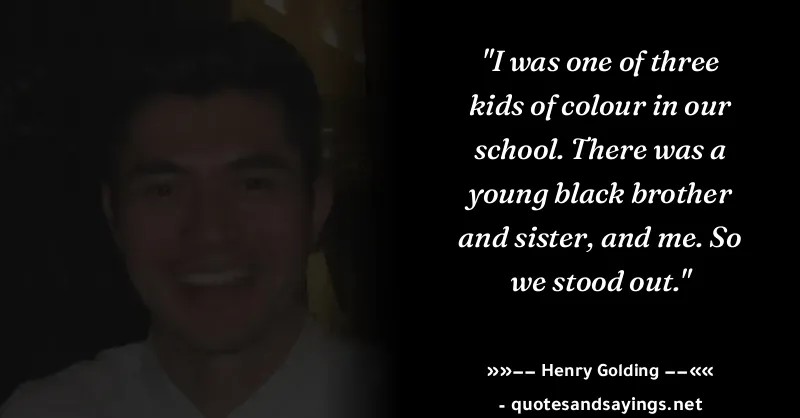 "I was one of three
kids of colour in our
school. There was a
young black brother
and sister, and me. So
we stood out."
»»−− Henry Golding −−««
- quotesandsayings.net